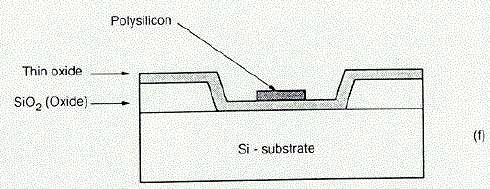 Polysilicon
Thin oxide
SiO₂ (Oxide)
Si - substrate
(f)